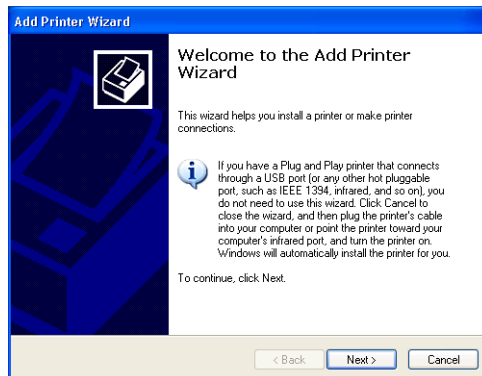 Add Printer Wizard
Welcome to the Add Printer
Wizard
This wizard helps you install a printer or make printer
connections.
If you have a Plug and Play printer that connects
through a USB port (or any other hot pluggable
port, such as IEEE 1394, infrared, and so on), you
do not need to use this wizard. Click Cancel to
close the wizard, and then plug the printer's cable
into your computer or point the printer toward your
computer's infrared port, and turn the printer on.
Windows will automatically install the printer for you.
To continue, click Next.
< Back Next > Cancel